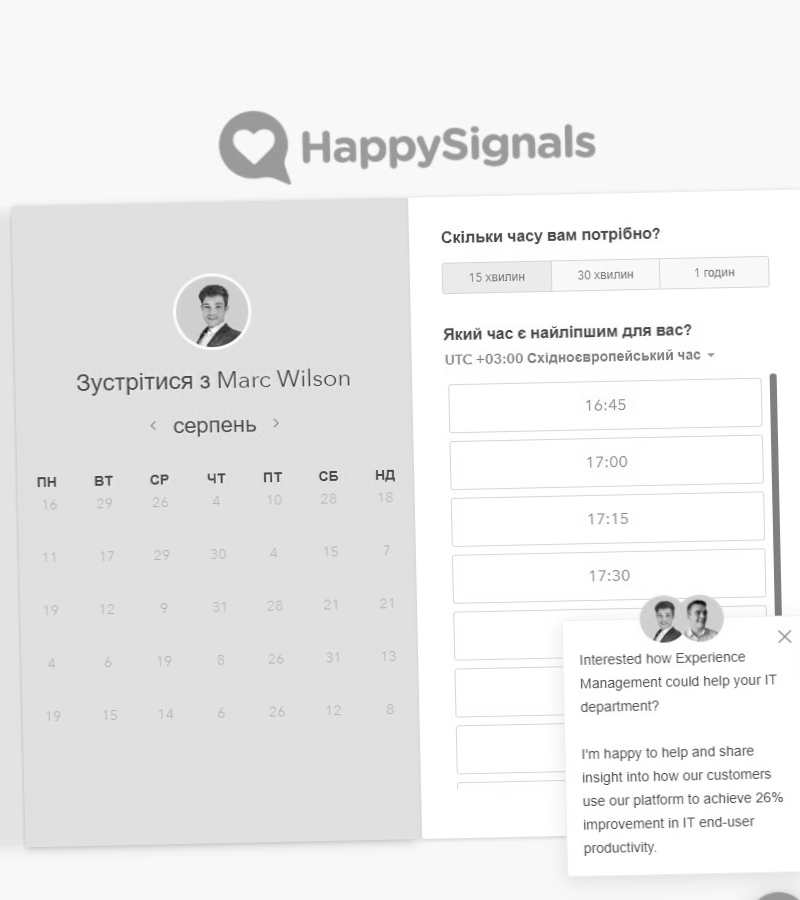 HappySignals
Зустрітися з Marc Wilson
серпень
ПН ВТ СР ЧТ ПТ СБ НД
16 29 26 4 10 28 18
11 17 29 30 4 15 7
19 12 9 31 28 21 21
4 6 19 8 26 31 13
19 15 14 6 26 12 8
Скільки часу вам потрібно?
15 хвилин 30 хвилин 1 годин
Який час є найліпшим для вас?
UTC +03:00 Східноєвропейський час
16:45
17:00
17:15
17:30
Interested how Experience
Management could help your IT
department?
I'm happy to help and share
insight into how our customers
use our platform to achieve 26%
improvement in IT end-user
productivity.